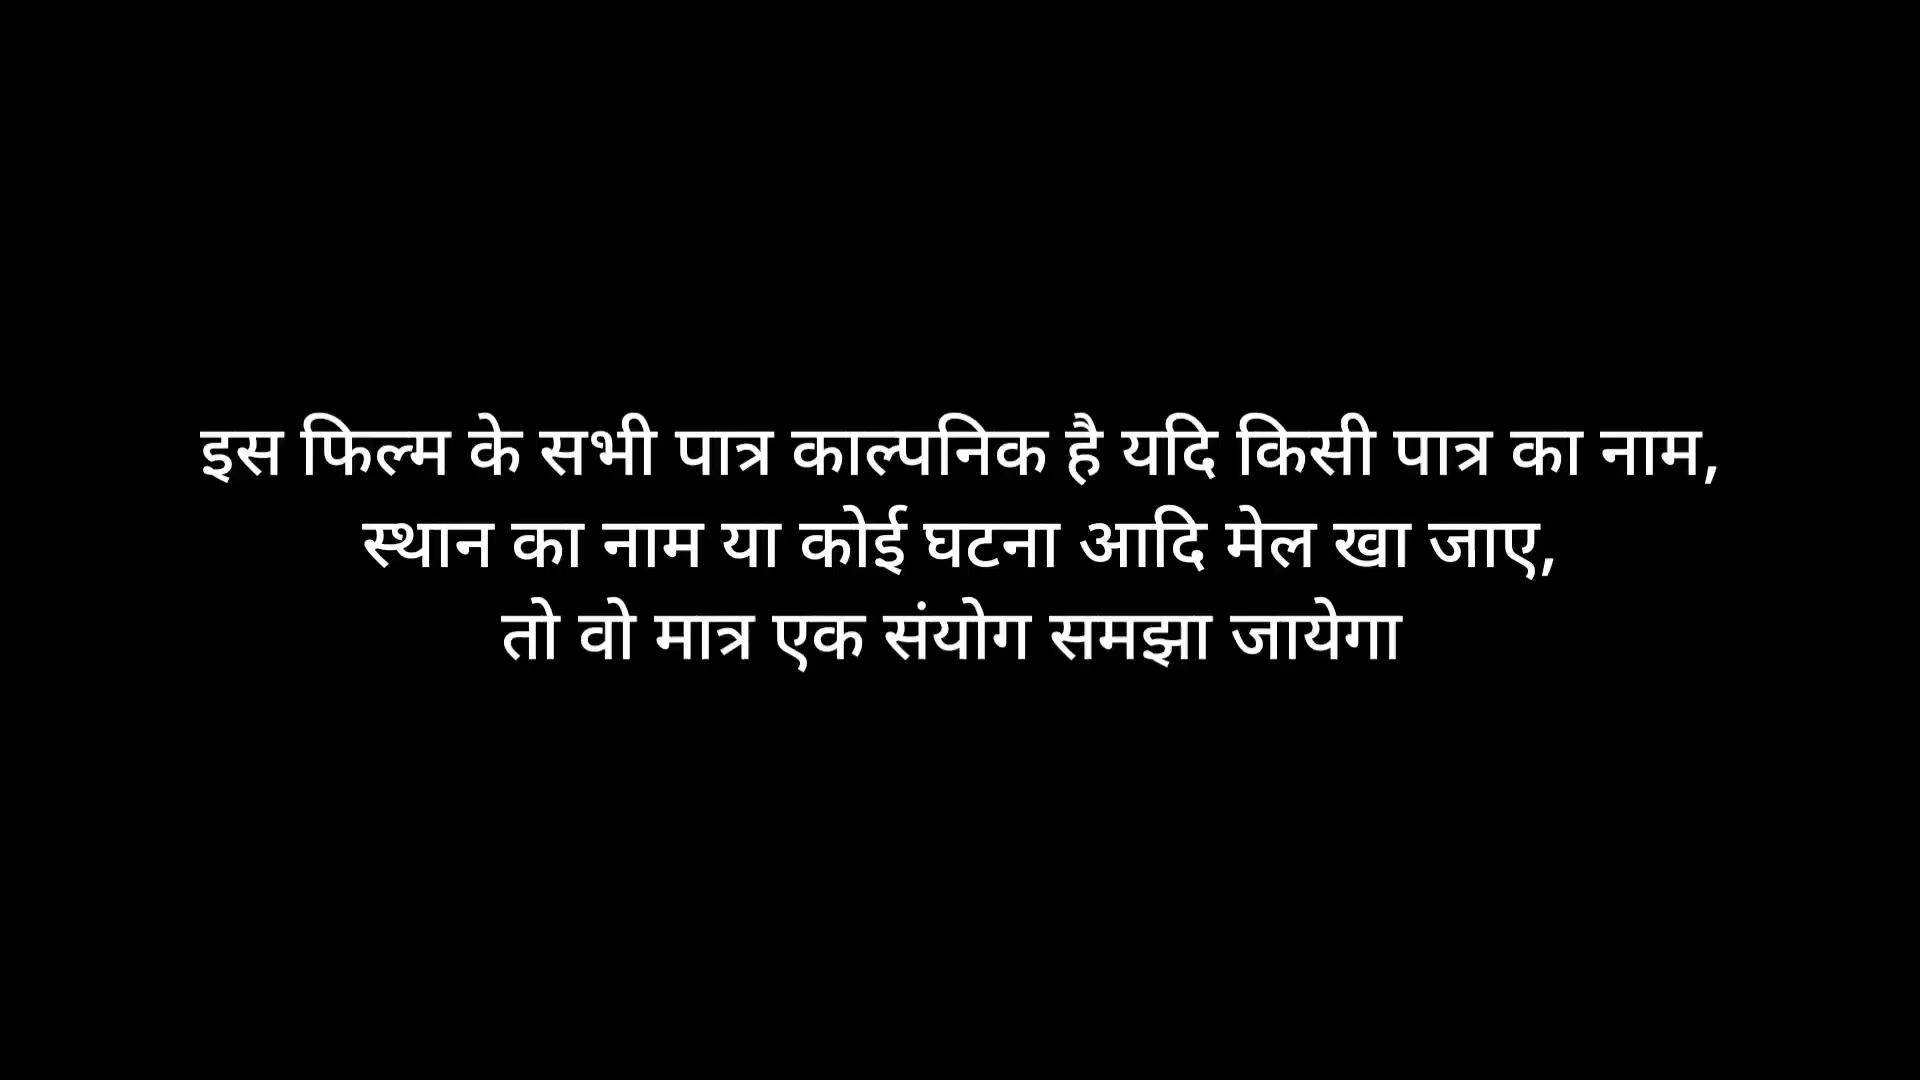 इस फिल्म के सभी पात्र काल्पनिक है यदि किसी पात्र का नाम,
स्थान का नाम या कोई घटना आदि मेल खा जाए,
तो वो मात्र एक संयोग समझा जायेगा